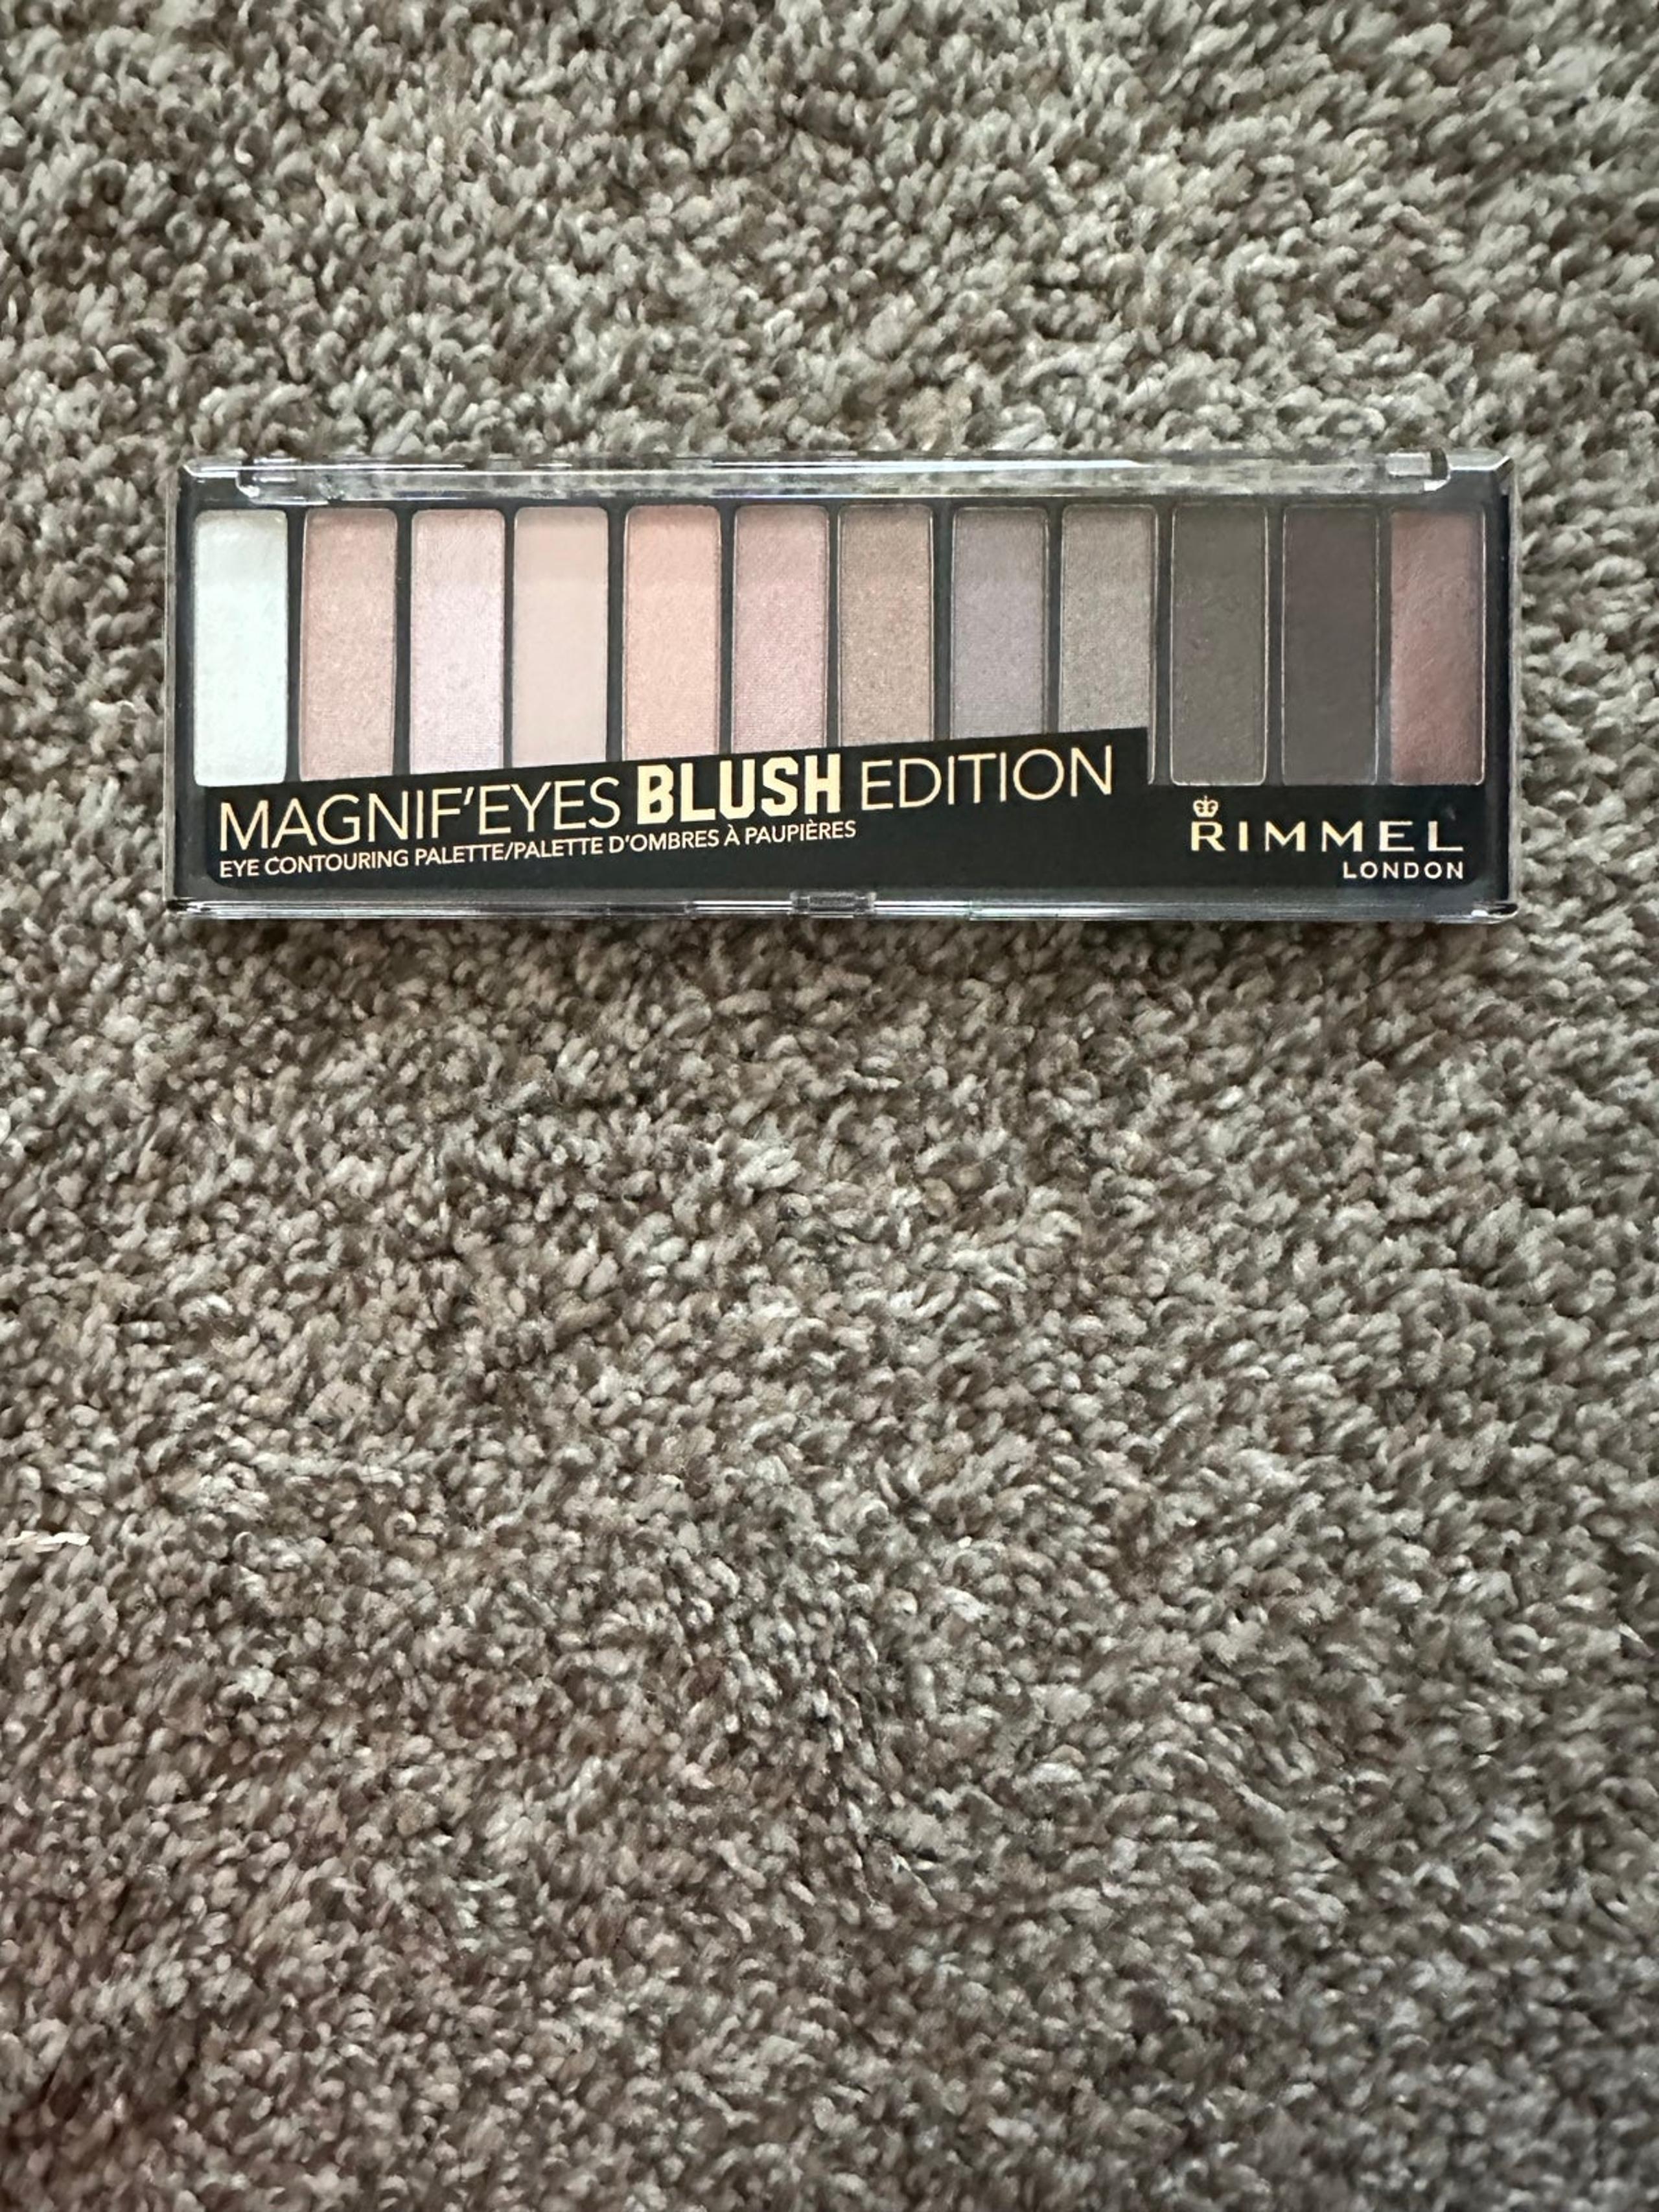 MAGNIF'EYES BLUSH EDITION
EYE CONTOURING PALETTE/PALETTE D'OMBRES À PAUPIÈRES
RIMMEL
LONDON